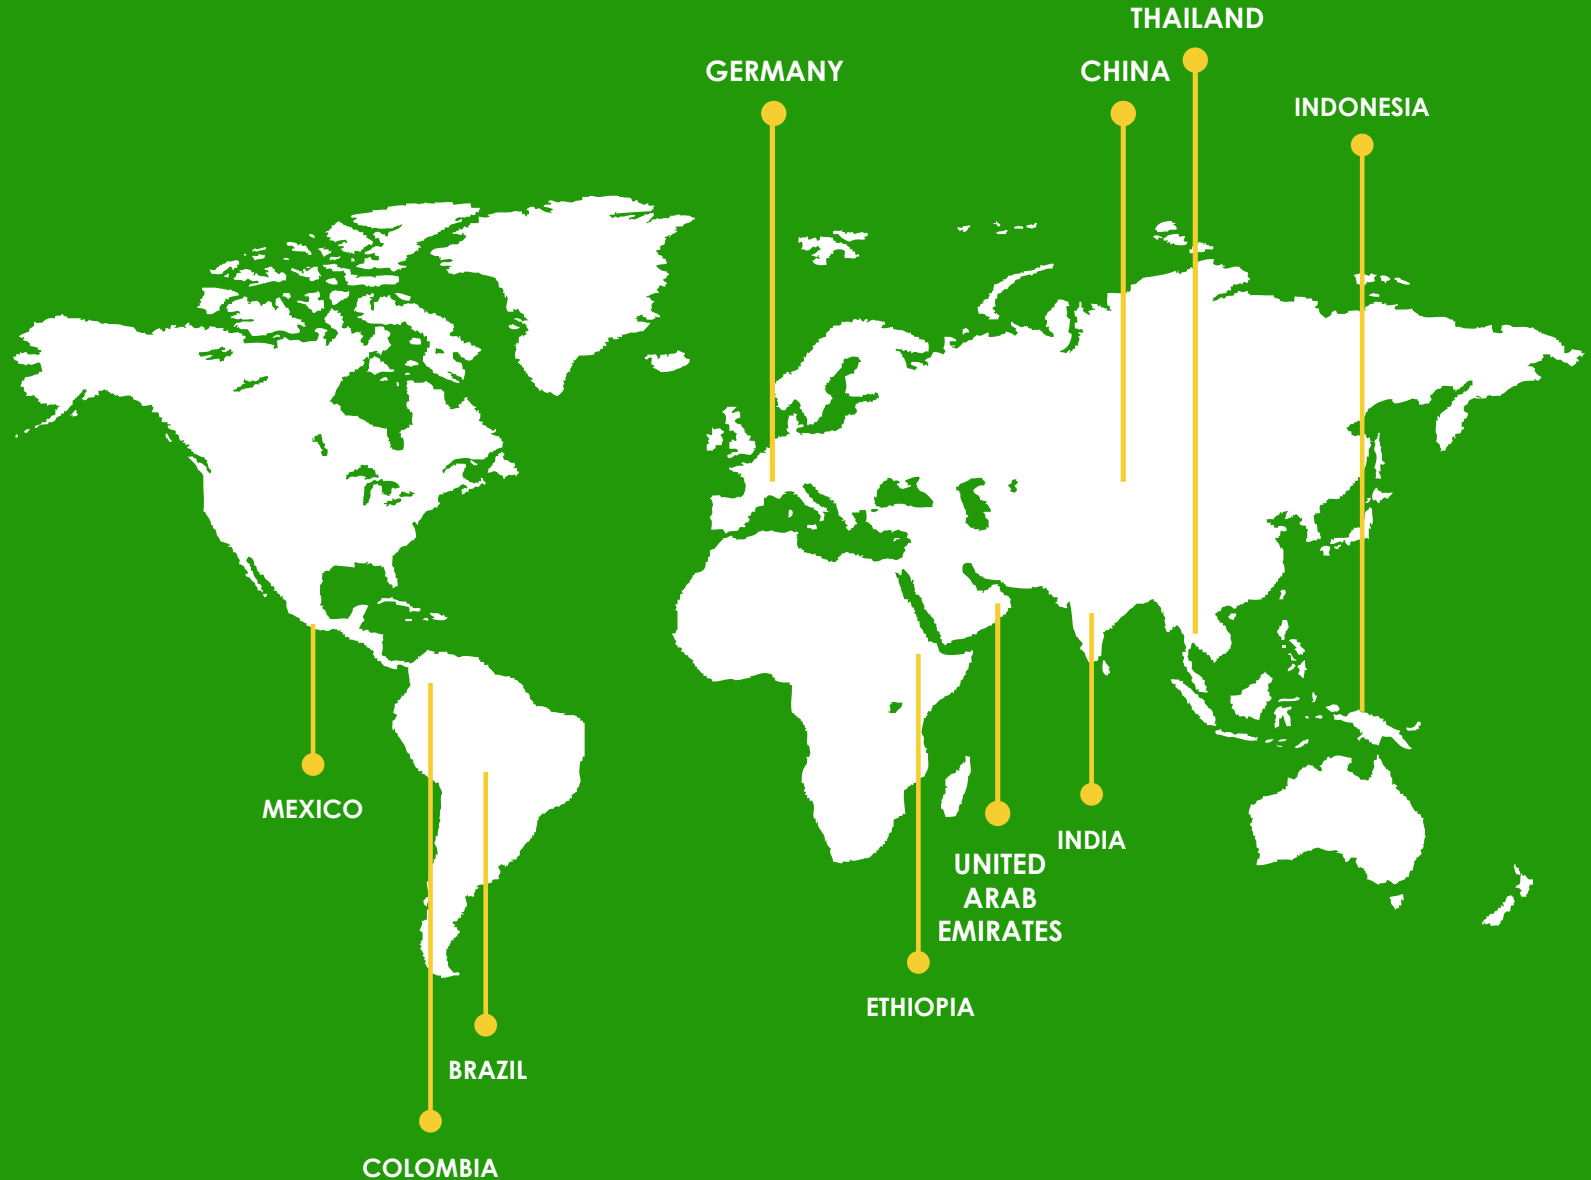 THAILAND
GERMANY
CHINA
INDONESIA
MEXICO
INDIA
UNITED
ARAB
EMIRATES
ETHIOPIA
BRAZIL
COLOMBIA